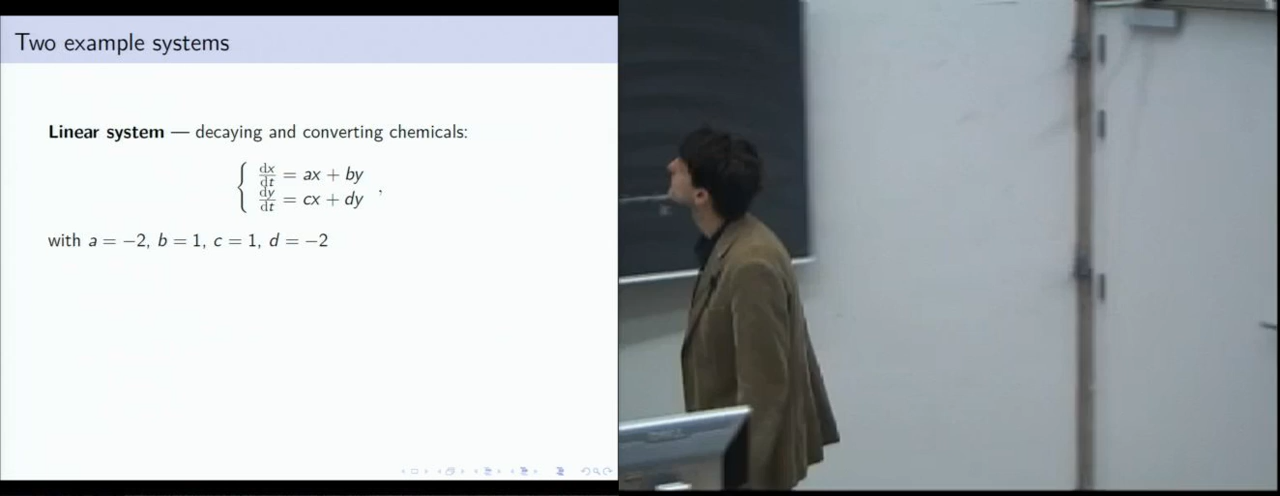 Two example systems
Linear system — decaying and converting chemicals:
dx/dt = ax + by
dy/dt = cx + dy ,
with a = −2, b = 1, c = 1, d = −2